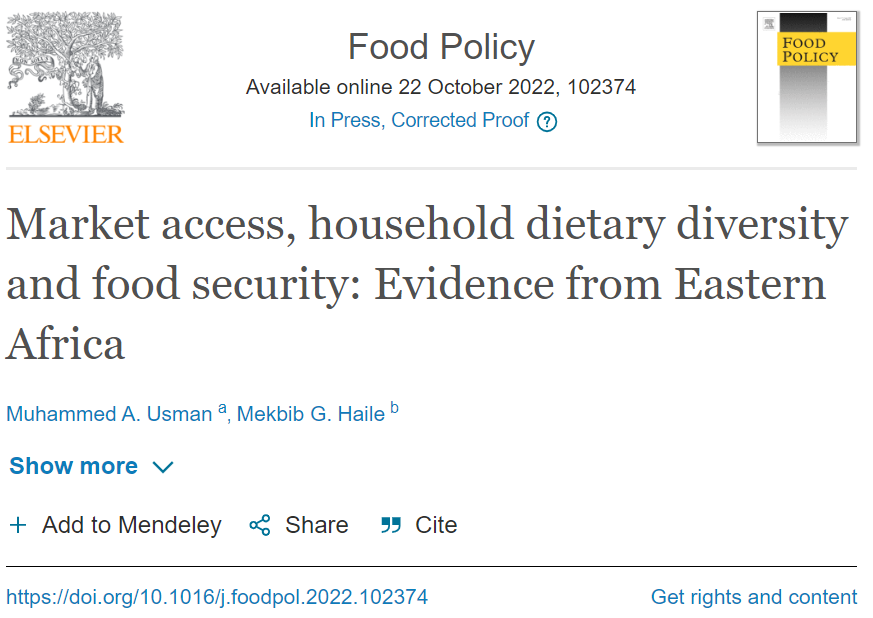 Food Policy
Available online 22 October 2022, 102374
In Press, Corrected Proof ?
ELSEVIER
FOOD
POLICY
Market access, household dietary diversity
and food security: Evidence from Eastern
Africa
Muhammed A. Usman a, Mekbib G. Haile b
Show more
Add to Mendeley Share Cite
https://doi.org/10.1016/j.foodpol.2022.102374 Get rights and content